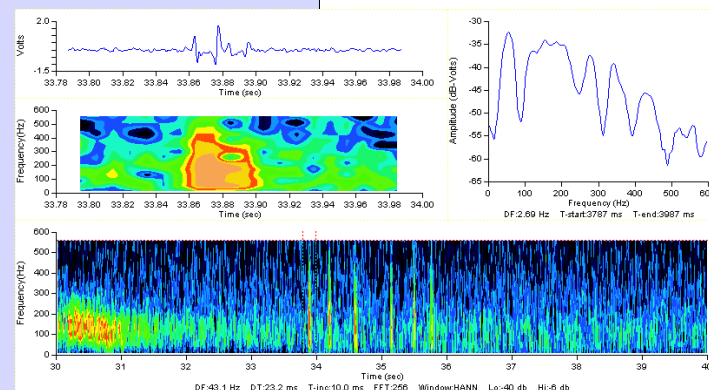 2.0
Volts
-1.5
33.78 33.80 33.82 33.84 33.86 33.88 33.90 33.92 33.94 33.96 33.98 34.00
Time (sec)
600
500
400
300
200
100
0
Frequency(Hz)
33.78 33.80 33.82 33.84 33.86 33.88 33.90 33.92 33.94 33.96 33.98 34.00
Time (sec)
-30
-35
-40
-45
-50
-55
-60
-65
Amplitude (dB-Volts)
0 100 200 300 400 500 600
Frequency (Hz)
DF:2.69 Hz T-start:3787 ms T-end:3987 ms
600
500
400
300
200
100
0
Frequency(Hz)
30 31 32 33 34 35 36 37 38 39 40
Time (sec)
DF:43.1 Hz DT:23.2 ms T-inc:10.0 ms FFT:256 Window:HANN Lo:-40 db Hi:-6 db